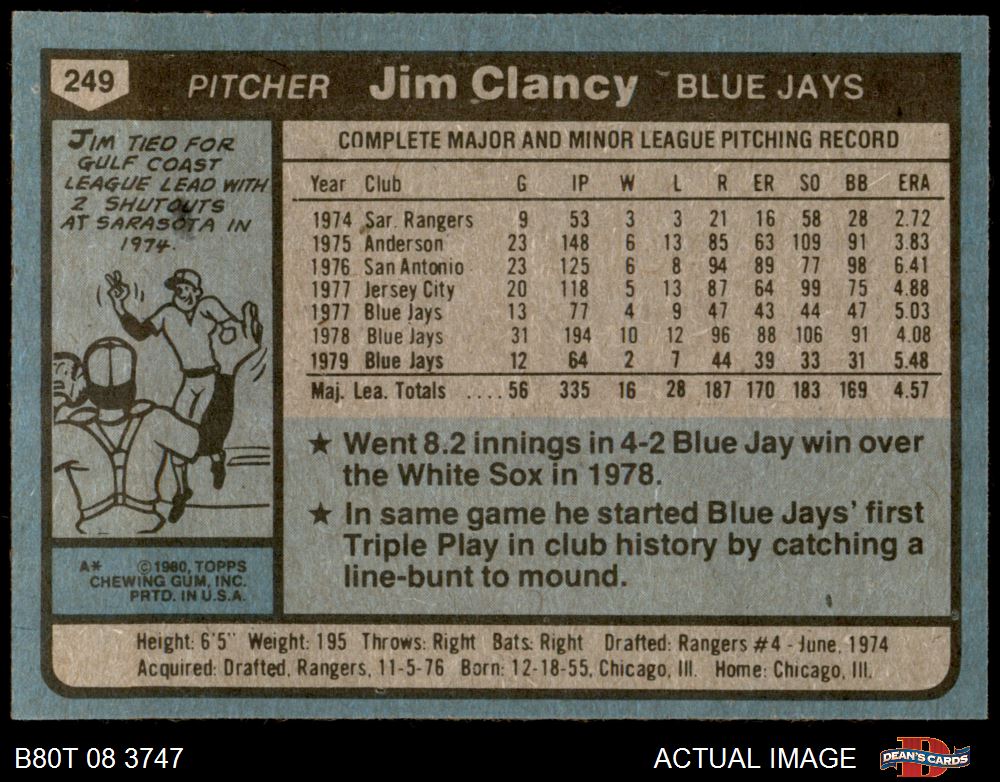 249 PITCHER Jim Clancy BLUE JAYS
JIM TIED FOR
GULF COAST
LEAGUE LEAD WITH
2 SHUTOUTS
AT SARASOTA IN
1974.
A* ©1980, TOPPS
CHEWING GUM, INC.
PRTD. IN U.S.A.
COMPLETE MAJOR AND MINOR LEAGUE PITCHING RECORD
Year Club G IP W L R ER SO BB ERA
1974 Sar. Rangers 9 53 3 3 21 16 58 28 2.72
1975 Anderson 23 148 6 13 85 63 109 91 3.83
1976 San Antonio 23 125 6 8 94 89 77 98 6.41
1977 Jersey City 20 118 5 13 87 64 99 75 4.88
1977 Blue Jays 13 77 4 9 47 43 44 47 5.03
1978 Blue Jays 31 194 10 12 96 88 106 91 4.08
1979 Blue Jays 12 64 2 7 44 39 33 31 5.48
Maj. Lea. Totals .... 56 335 16 28 187 170 183 169 4.57
★ Went 8.2 innings in 4-2 Blue Jay win over
the White Sox in 1978.
★ In same game he started Blue Jays' first
Triple Play in club history by catching a
line-bunt to mound.
Height: 6'5" Weight: 195 Throws: Right Bats: Right Drafted: Rangers #4 - June, 1974
Acquired: Drafted, Rangers, 11-5-76 Born: 12-18-55, Chicago, Ill. Home: Chicago, Ill.
B80T 08 3747 ACTUAL IMAGE DEAN'S CARDS